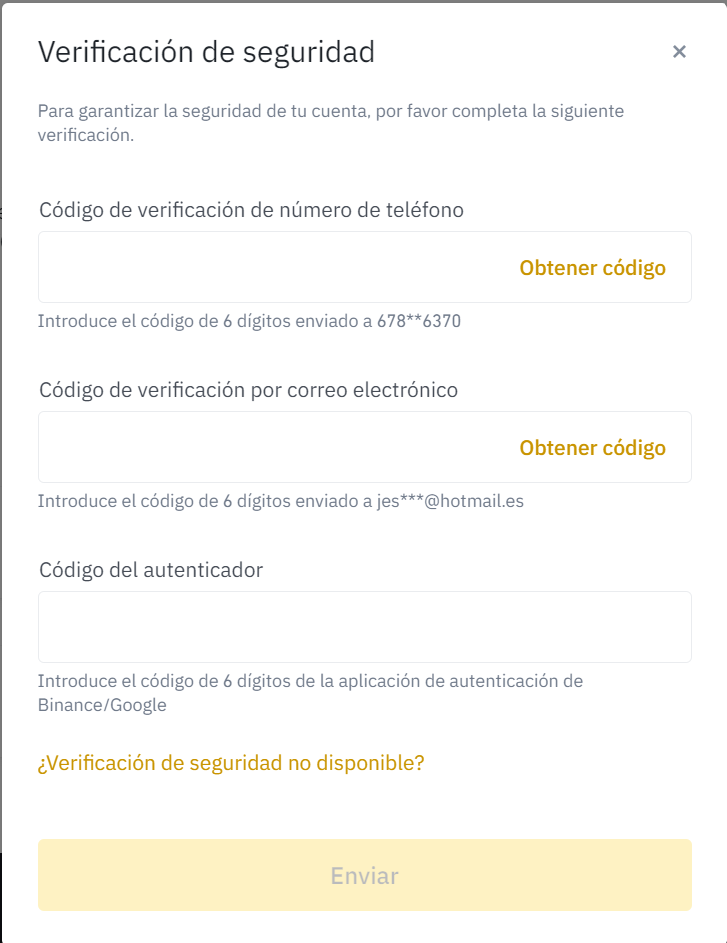 Verificación de seguridad
×
Para garantizar la seguridad de tu cuenta, por favor completa la siguiente
verificación.
Código de verificación de número de teléfono
Obtener código
Introduce el código de 6 dígitos enviado a 678**6370
Código de verificación por correo electrónico
Obtener código
Introduce el código de 6 dígitos enviado a jes***@hotmail.es
Código del autenticador
Introduce el código de 6 dígitos de la aplicación de autenticación de
Binance/Google
¿Verificación de seguridad no disponible?
Enviar